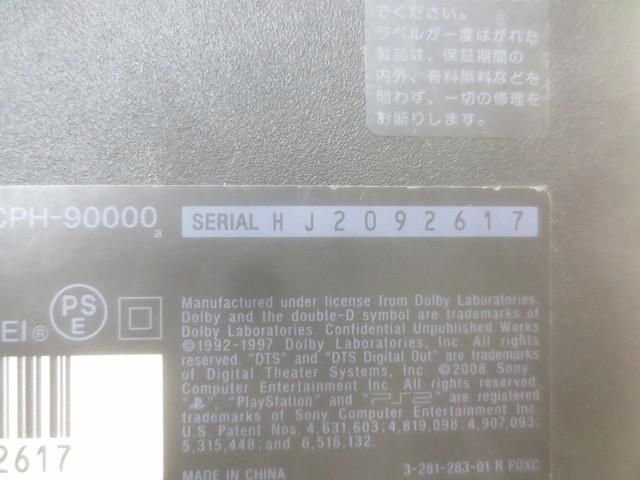 でください。
ラベルが一度はがれた
製品は、保証期間の
内外、有料無料などを
問わず、一切の修理を
お断りします。
CPH-90000 a
SERIAL H J 2 0 9 2 6 1 7
EI®
PS E
Manufactured under license from Dolby Laboratories.
Dolby and the double-D symbol are trademarks of
Dolby Laboratories. Confidential Unpublished Works
©1992-1997 Dolby Laboratories, Inc. All rights
reserved. "DTS" and "DTS Digital Out" are trademarks
of Digital Theater Systems, Inc. ©2008 Sony
Computer Entertainment Inc. All rights reserved.
" ", "PlayStation" and "PS2" are registered
trademarks of Sony Computer Entertainment Inc.
U.S. Patent Nos. 4,631,603; 4,819,098; 4,907,093;
5,315,448; and 6,516,132.
2617
MADE IN CHINA
3-281-283-01 R FOXC